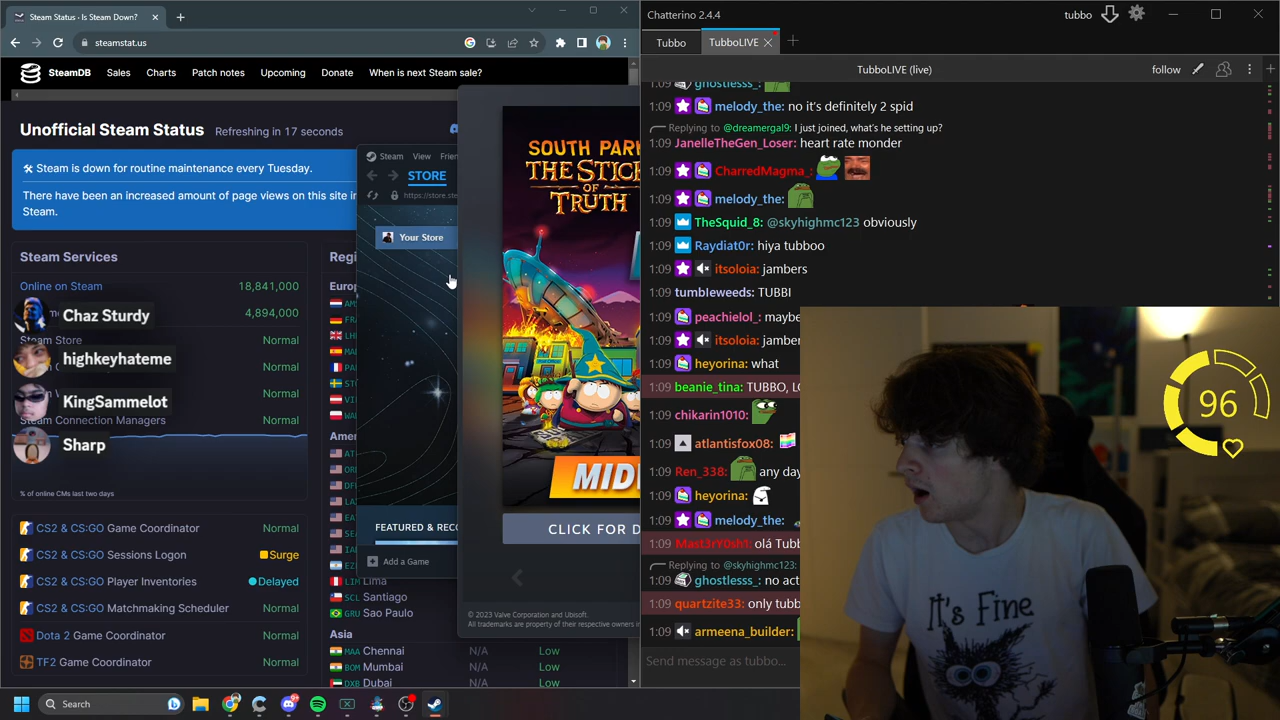 Steam Status · Is Steam Down?
steamstat.us
SteamDB
Sales
Charts
Patch notes
Upcoming
Donate
When is next Steam sale?
Unofficial Steam Status
Refreshing in 17 seconds
Steam is down for routine maintenance every Tuesday.
There have been an increased amount of page views on this site in
Steam.
Steam Services
Online on Steam 18,841,000
4,894,000
Steam Store Normal
Normal
Normal
Steam Connection Managers Normal
% of online CMs last two days
Chaz Sturdy
highkeyhateme
KingSammelot
Sharp
CS2 & CS:GO Game Coordinator Normal
CS2 & CS:GO Sessions Logon Surge
CS2 & CS:GO Player Inventories Delayed
CS2 & CS:GO Matchmaking Scheduler Normal
Dota 2 Game Coordinator Normal
TF2 Game Coordinator Normal
Lima
SCL Santiago
GRU Sao Paulo
Asia
MAA Chennai N/A Low
BOM Mumbai N/A Low
DXB Dubai N/A Low
Steam View
STORE
https://store.ste
Your Store
FEATURED & RECO
Add a Game
SOUTH PARK
THE STICK
OF
TRUTH
CLICK FOR D
© 2023 Valve Corporation and Ubisoft.
All trademarks are property of their respective owners in
Search
Chatterino 2.4.4
tubbo
Tubbo
TubboLIVE
TubboLIVE (live)
follow
ghostlesss_:
1:09 melody_the: no it's definitely 2 spid
Replying to @dreamergal9: I just joined, what's he setting up?
1:09 JanelleTheGen_Loser: heart rate monder
1:09 CharredMagma_:
1:09 melody_the:
1:09 TheSquid_8: @skyhighmc123 obviously
1:09 Raydiat0r: hiya tubboo
1:09 itsoloia: jambers
1:09 tumbleweeds: TUBBI
1:09 peachielol_: maybe
1:09 itsoloia: jamber
1:09 heyorina: what
1:09 beanie_tina: TUBBO, LO
1:09 chikarin1010:
1:09 atlantisfox08:
1:09 Ren_338: any day
1:09 heyorina:
1:09 melody_the:
1:09 Mast3rY0sh1: olá Tubb
Replying to @skyhighmc123:
1:09 ghostlesss_: no act
1:09 quartzite33: only tubb
1:09 armeena_builder:
Send message as tubbo...
96
It's Fine